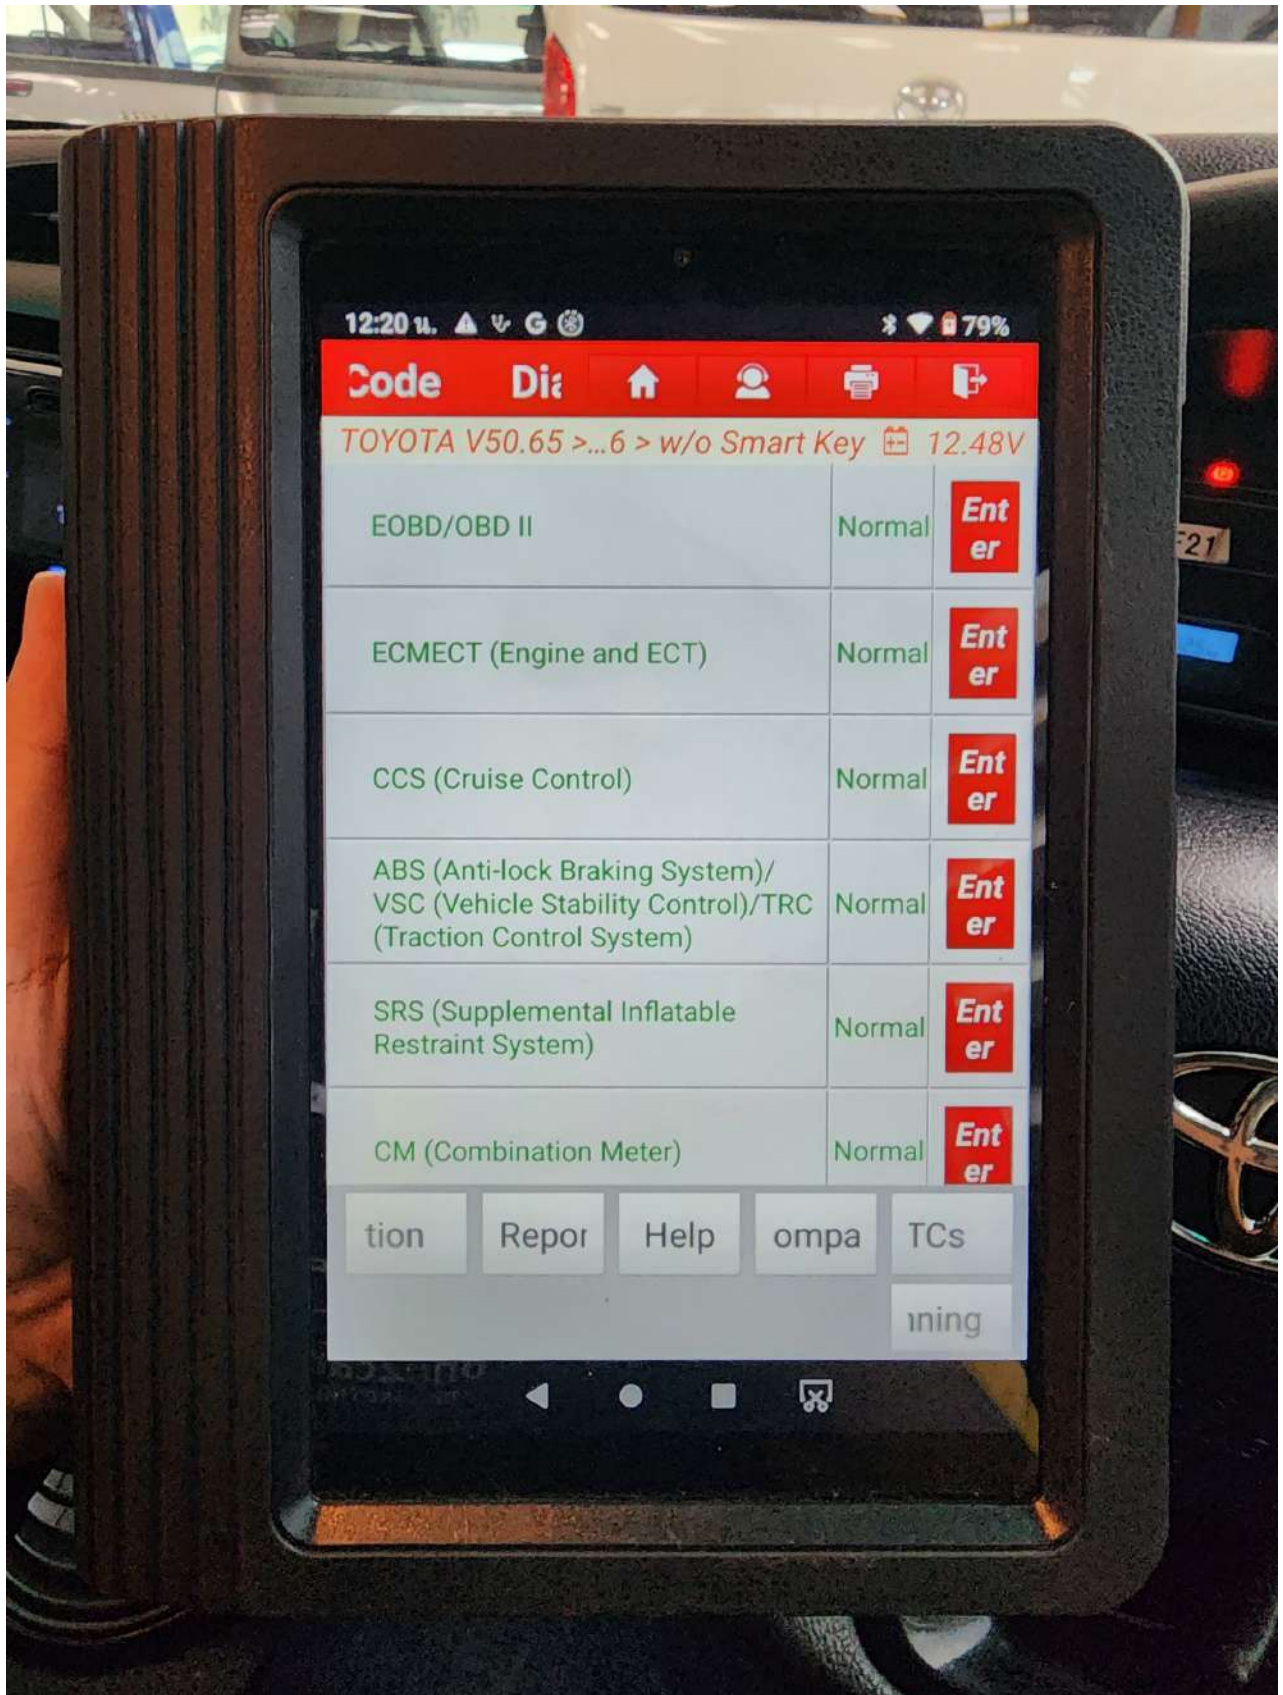 12:20 น. G 79%
Code Dia
TOYOTA V50.65 >...6 > w/o Smart Key 12.48V
EOBD/OBD II Normal Ent
er
ECMECT (Engine and ECT) Normal Ent
er
CCS (Cruise Control) Normal Ent
er
ABS (Anti-lock Braking System)/
VSC (Vehicle Stability Control)/TRC Normal Ent
(Traction Control System) er
SRS (Supplemental Inflatable Ent
Restraint System) Normal er
CM (Combination Meter) Normal Ent
er
tion Repor Help ompa TCs
ning
F21